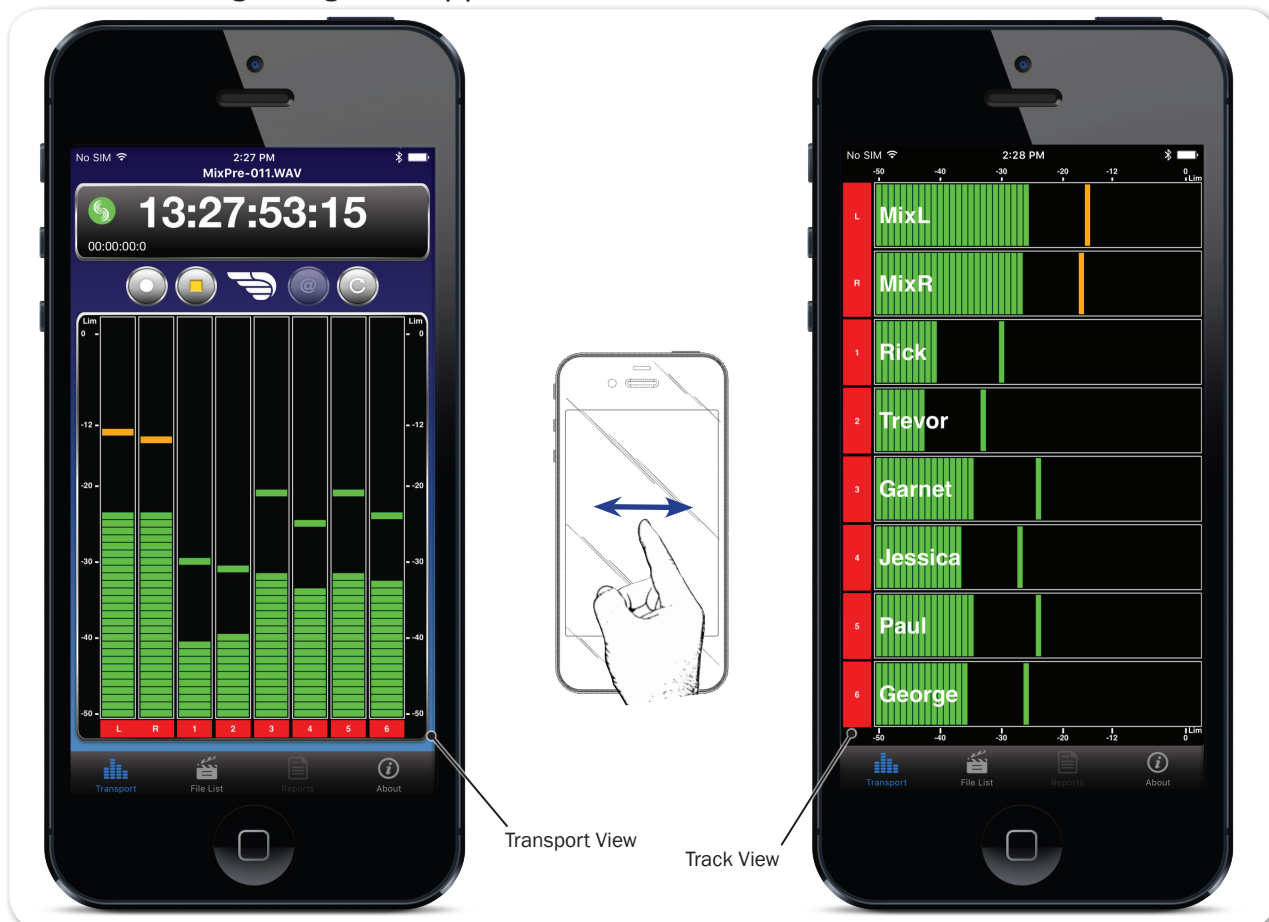 No SIM 2:27 PM
MixPre-011.WAV
13:27:53:15
00:00:00:0
@
Lim Lim
0 - - 0
-12 - - -12
-20 - - -20
-30 - - -30
-40 - - -40
-50 - - -50
L R 1 2 3 4 5 6
Transport File List Reports About
Transport View
No SIM 2:28 PM
-50 -40 -30 -20 -12 0 Lim
L MixL
R MixR
1 Rick
2 Trevor
3 Garnet
4 Jessica
5 Paul
6 George
-50 -40 -30 -20 -12 0 Lim
Transport File List Reports About
Track View